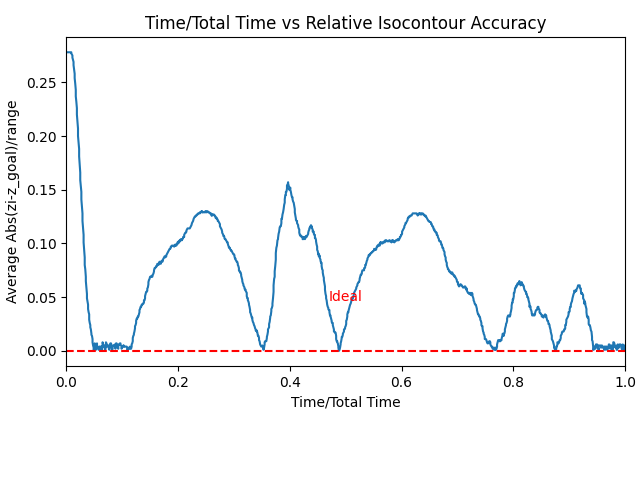 Time/Total Time vs Relative Isocontour Accuracy
Average Abs(zi-z_goal)/range
0.25
0.20
0.15
0.10
0.05
0.00
Ideal
0.0 0.2 0.4 0.6 0.8 1.0
Time/Total Time